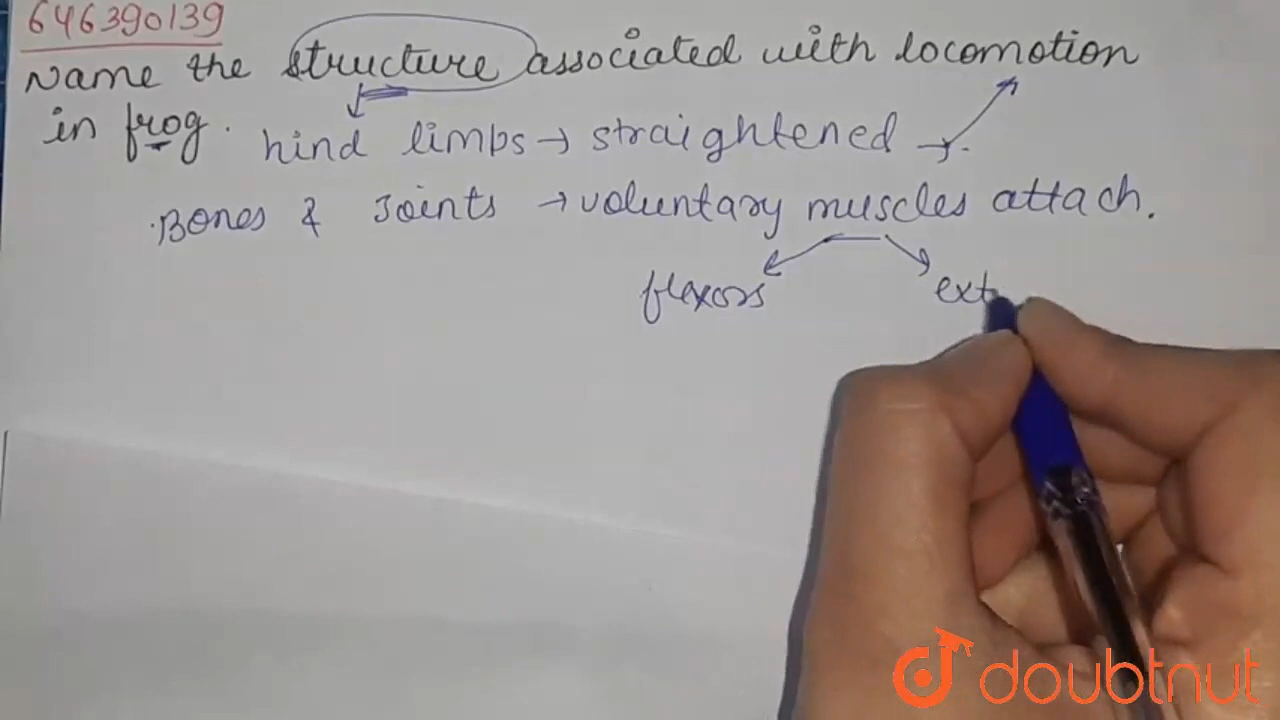 646390139
Name the structure associated with locomotion
in frog. hind limbs → straightened →.
.Bones & Joints → voluntary muscles attach.
flexors ext
doubtnut